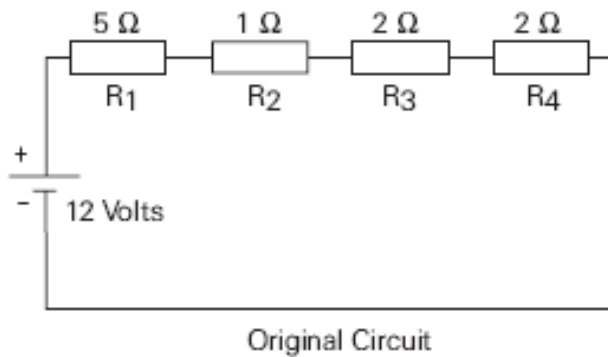 5 Ω 1 Ω 2 Ω 2 Ω
R1 R2 R3 R4
+
-
12 Volts
Original Circuit